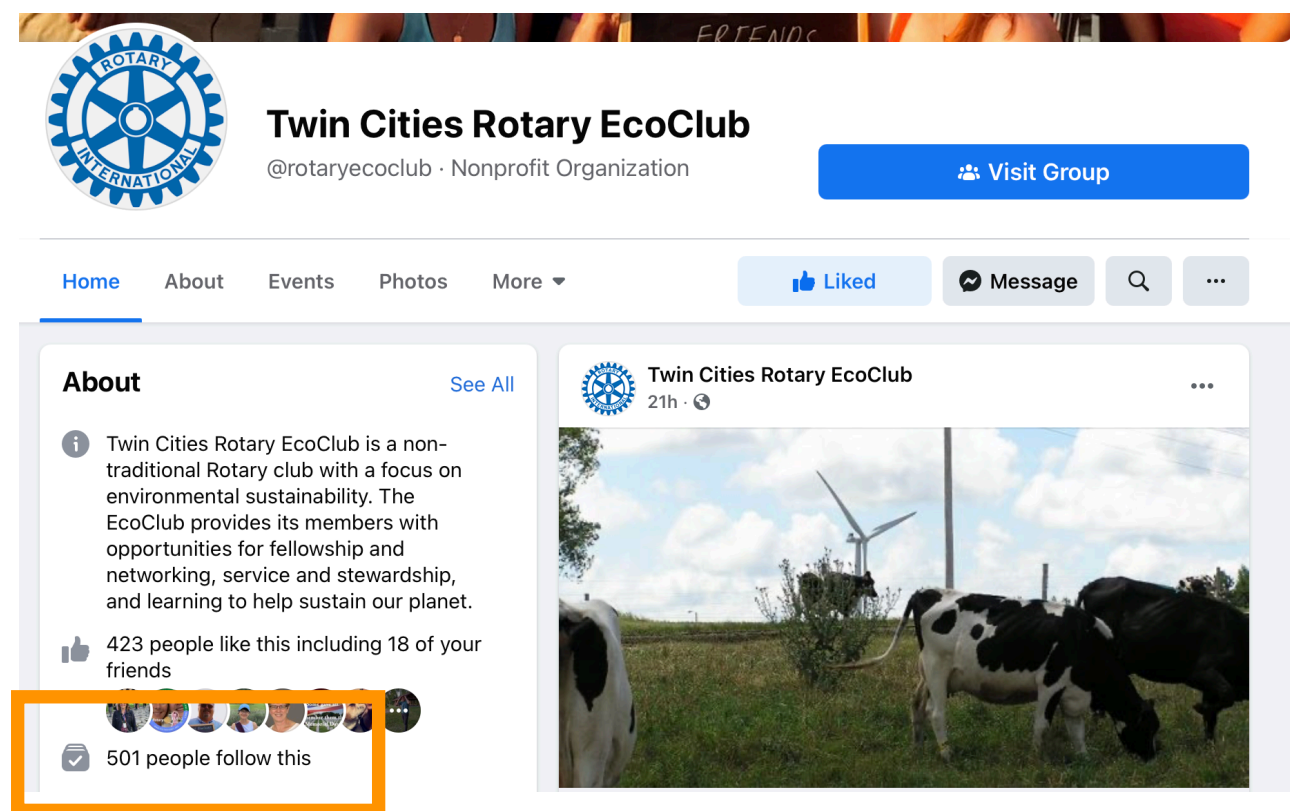 FRIENDS
ROTARY
INTERNATIONAL
Twin Cities Rotary EcoClub
@rotaryecoclub · Nonprofit Organization
Visit Group
Home About Events Photos More
Liked Message
About See All
Twin Cities Rotary EcoClub is a non-
traditional Rotary club with a focus on
environmental sustainability. The
EcoClub provides its members with
opportunities for fellowship and
networking, service and stewardship,
and learning to help sustain our planet.
423 people like this including 18 of your
friends
501 people follow this
Twin Cities Rotary EcoClub
21h ·
ROTARY
INTERNATIONAL